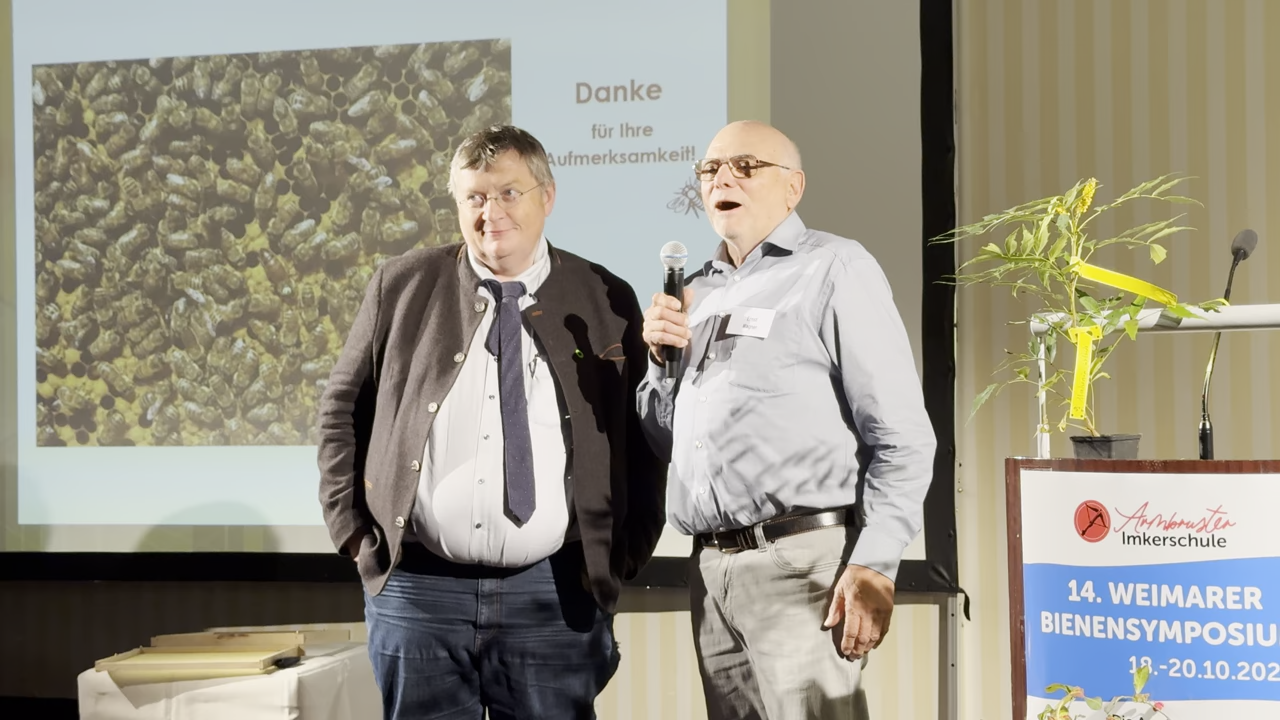 Danke
für Ihre
Aufmerksamkeit!
Armbruster
Imkerschule
14. WEIMARER
BIENENSYMPOSIU
18.-20.10.202